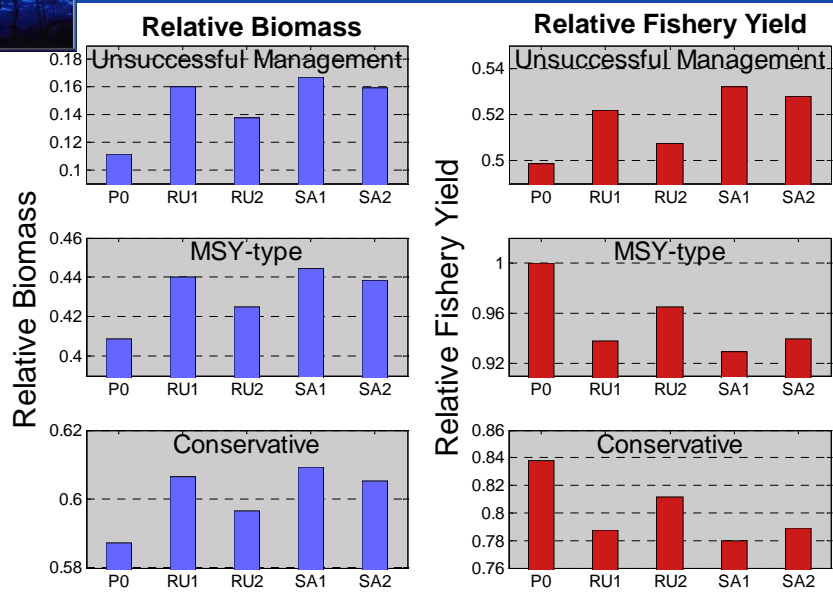 Relative Biomass
Relative Fishery Yield
Relative Biomass
Unsuccessful Management
0.18
0.16
0.14
0.12
0.1
P0 RU1 RU2 SA1 SA2
MSY-type
0.46
0.44
0.42
0.4
P0 RU1 RU2 SA1 SA2
Conservative
0.62
0.6
0.58
P0 RU1 RU2 SA1 SA2
Relative Fishery Yield
Unsuccessful Management
0.54
0.52
0.5
P0 RU1 RU2 SA1 SA2
MSY-type
1
0.96
0.92
P0 RU1 RU2 SA1 SA2
Conservative
0.86
0.84
0.82
0.8
0.78
0.76
P0 RU1 RU2 SA1 SA2